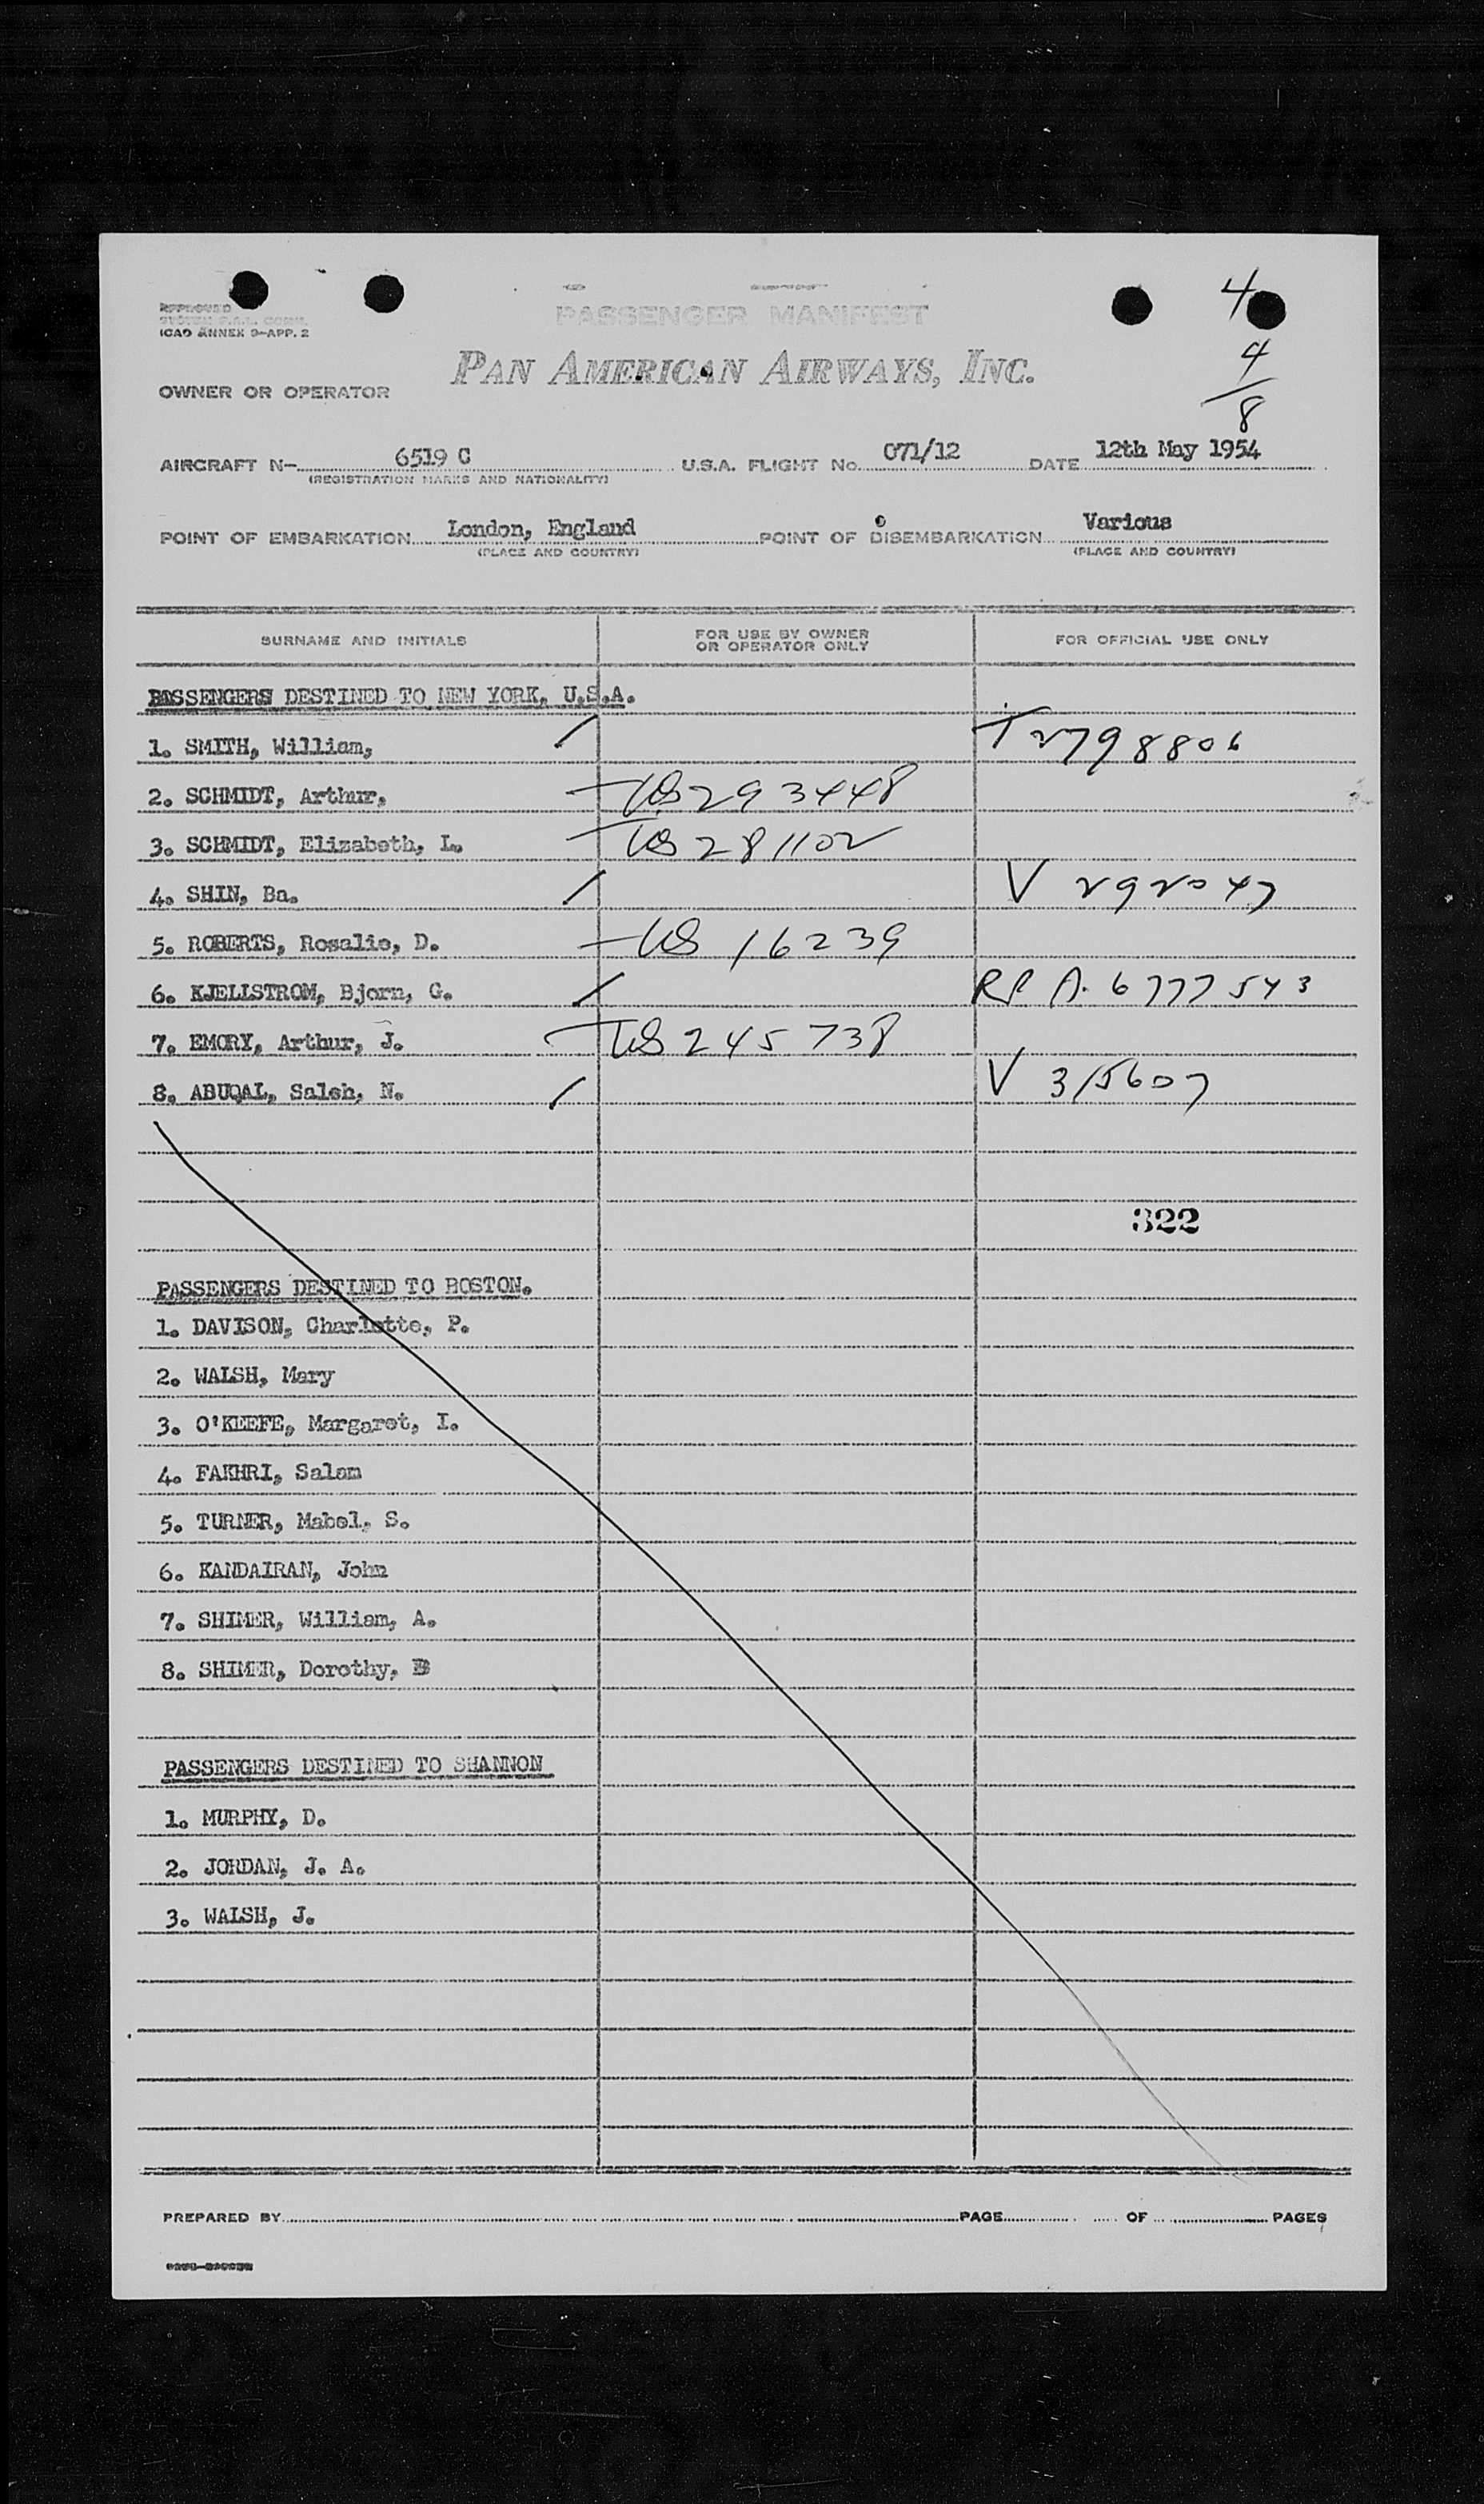 4
APPROVED
ICAO ANNEX 9-APP. 2
PASSENGER MANIFEST
PAN AMERICAN AIRWAYS, INC.
4/8
OWNER OR OPERATOR
AIRCRAFT N- 6519 C U.S.A. FLIGHT No. 071/12 DATE 12th May 1954
(REGISTRATION MARKS AND NATIONALITY)
POINT OF EMBARKATION London, England POINT OF DISEMBARKATION Various
(PLACE AND COUNTRY) (PLACE AND COUNTRY)
SURNAME AND INITIALS FOR USE BY OWNER OR OPERATOR ONLY FOR OFFICIAL USE ONLY
PASSENGERS DESTINED TO NEW YORK, U.S.A.
1. SMITH, William, / T 2798806
2. SCHMIDT, Arthur, - US 293448
3. SCHMIDT, Elizabeth, L. - US 281102
4. SHIN, Ba. / V 292047
5. ROBERTS, Rosalie, D. - US 16239
6. KJELLSTROM, Bjorn, G. / RP A. 6777543
7. EMORY, Arthur, J. - US 245738
8. ABUQAL, Saleh, N. / V 315607
322
PASSENGERS DESTINED TO BOSTON.
1. DAVISON, Charlotte, P.
2. WALSH, Mary
3. O'KEEFE, Margaret, I.
4. FAKHRI, Salam
5. TURNER, Mabel, S.
6. KANDAIRAN, John
7. SHIMER, William, A.
8. SHIMER, Dorothy, B
PASSENGERS DESTINED TO SHANNON
1. MURPHY, D.
2. JORDAN, J. A.
3. WALSH, J.
PREPARED BY PAGE OF PAGES